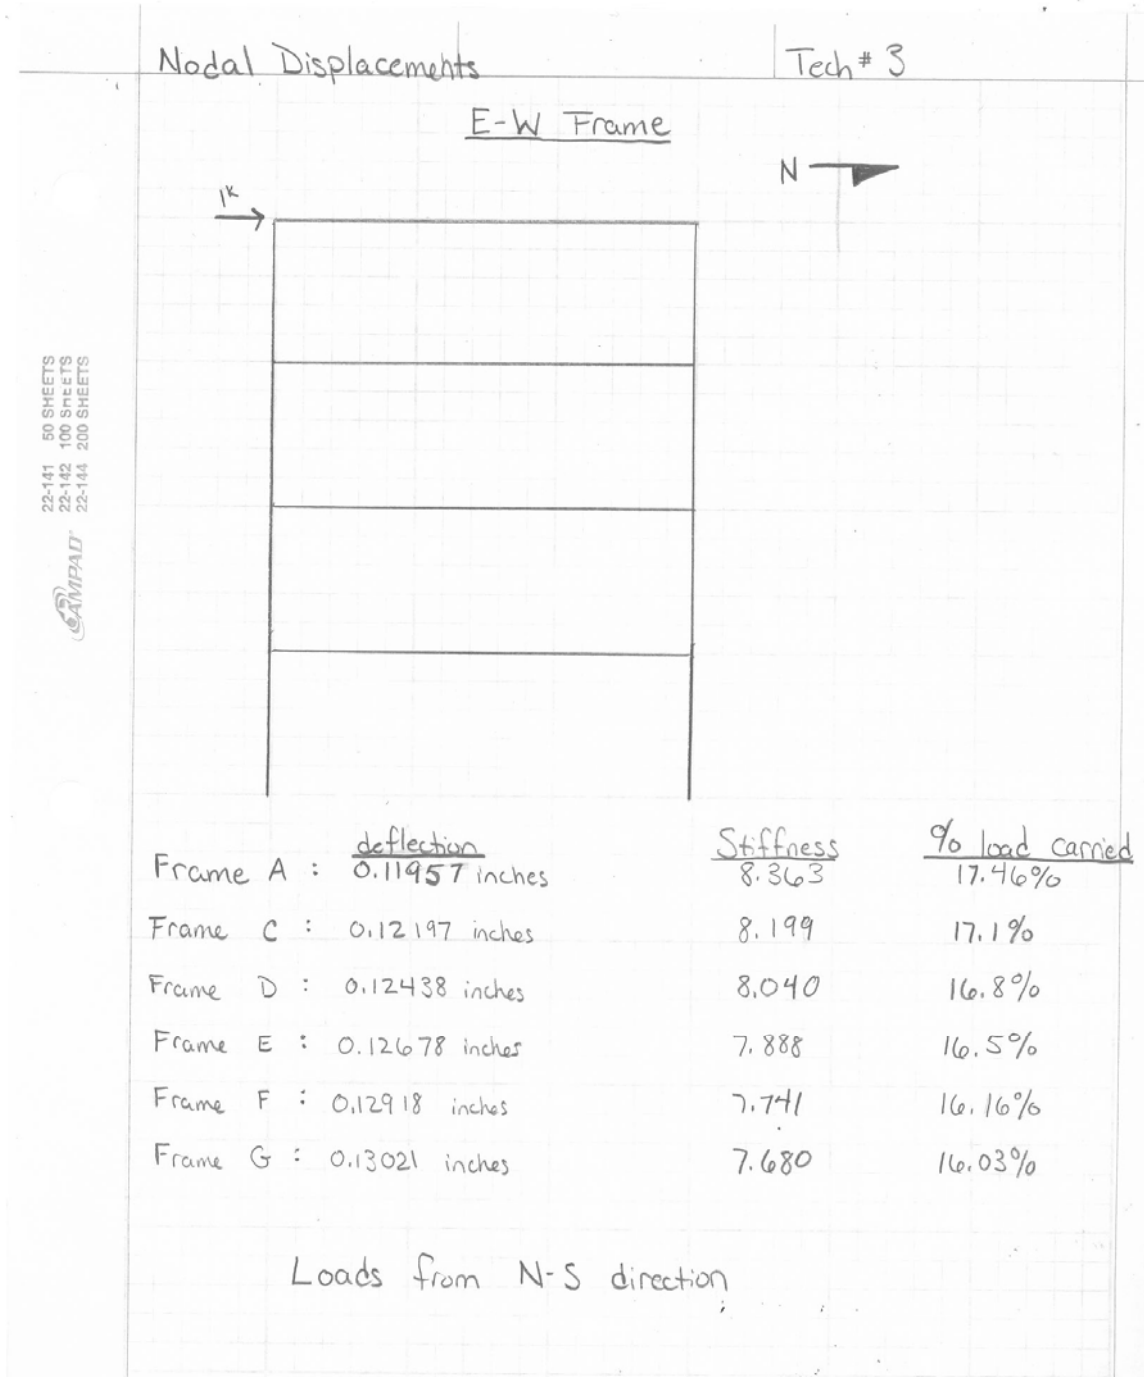 Nodal Displacements Tech # 3
E-W Frame
N
1K
22-141 50 SHEETS
22-142 100 SHEETS
22-144 200 SHEETS
AMPAD
deflection Stiffness % load carried
Frame A : 0.11957 inches 8.363 17.46%
Frame C : 0.12197 inches 8.199 17.1%
Frame D : 0.12438 inches 8.040 16.8%
Frame E : 0.12678 inches 7.888 16.5%
Frame F : 0.12918 inches 7.741 16.16%
Frame G : 0.13021 inches 7.680 16.03%
Loads from N-S direction